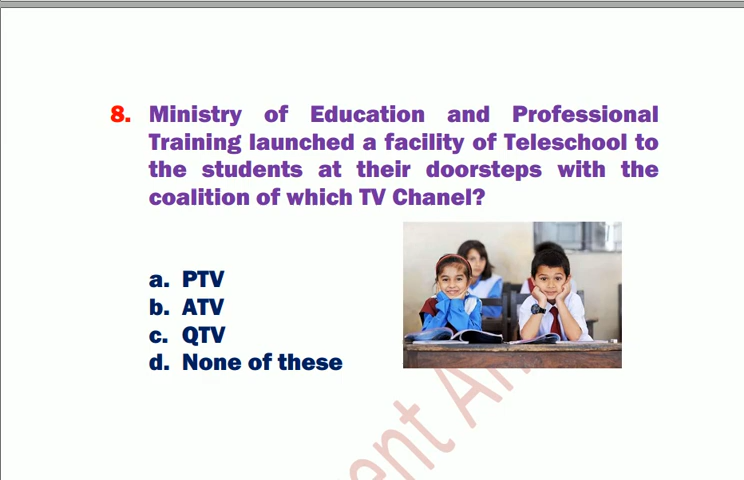 8. Ministry of Education and Professional
Training launched a facility of Teleschool to
the students at their doorsteps with the
coalition of which TV Chanel?
a. PTV
b. ATV
c. QTV
d. None of these